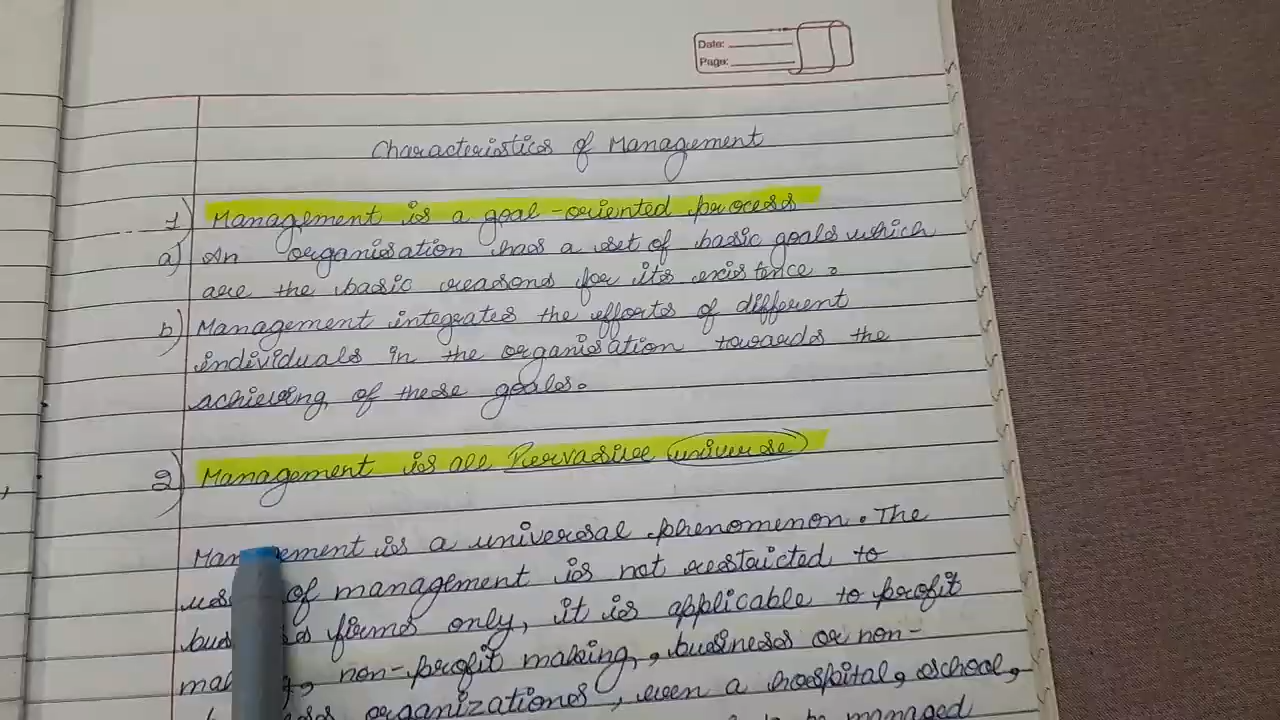 Date:
Page:
Characteristics of Management
1) Management is a goal-oriented process
a) An organisation has a set of basic goals which
are the basic reasons for its existence.
b) Management integrates the efforts of different
individuals in the organisation towards the
achieving of these goals.
2) Management is all Pervasive (universe)
Management is a universal phenomenon. The
of management is not restricted to
firms only, it is applicable to profit
non-profit making, business or non-
organizations, even a hospital, school,
to be managed